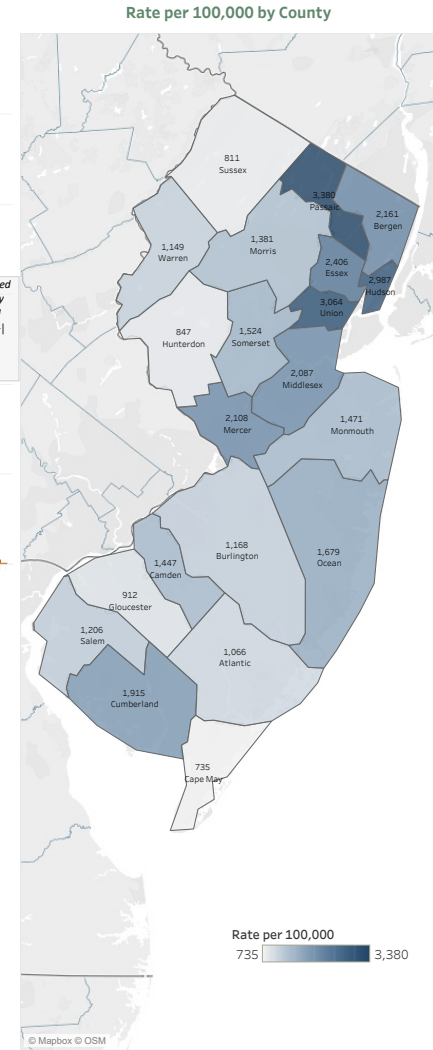 Rate per 100,000 by County
811
Sussex
3,380
Passaic
2,161
Bergen
1,149
Warren
1,381
Morris
2,406
Essex
2,987
Hudson
ed
y
3,064
Union
847
Hunterdon
1,524
Somerset
2,087
Middlesex
2,108
Mercer
1,471
Monmouth
1,168
Burlington
1,679
Ocean
1,447
Camden
912
Gloucester
1,206
Salem
1,066
Atlantic
1,915
Cumberland
735
Cape May
Rate per 100,000
735 3,380
© Mapbox © OSM